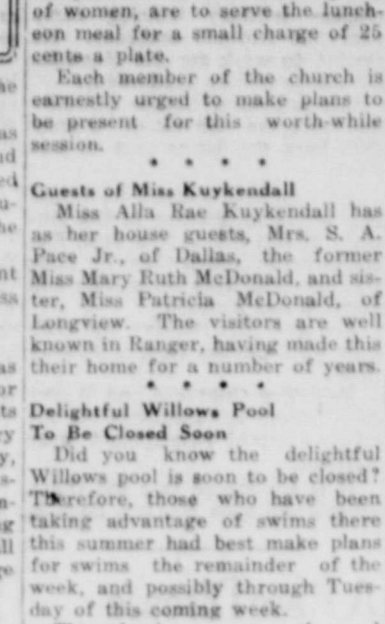 of women, are to serve the lunch-
eon meal for a small charge of 25
cents a plate.
Each member of the church is
earnestly urged to make plans to
be present for this worth-while
session.
* * * *
Guests of Miss Kuykendall
Miss Alla Rae Kuykendall has
as her house guests, Mrs. S. A.
Pace Jr., of Dallas, the former
Miss Mary Ruth McDonald, and sis-
ter, Miss Patricia McDonald, of
Longview. The visitors are well
known in Ranger, having made this
their home for a number of years.
* * * *
Delightful Willows Pool
To Be Closed Soon
Did you know the delightful
Willows pool is soon to be closed?
Therefore, those who have been
taking advantage of swims there
this summer had best make plans
for swims the remainder of the
week, and possibly through Tues-
day of this coming week.